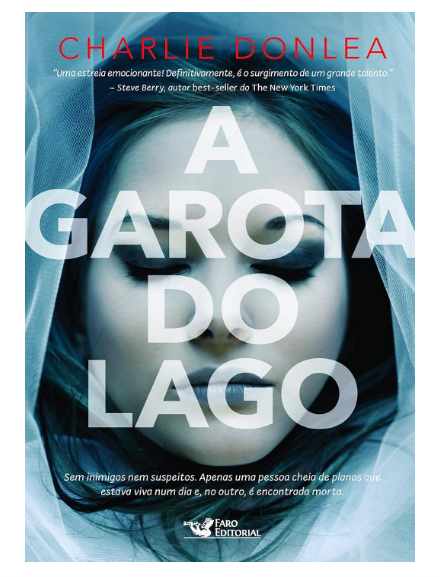 CHARLIE DONLEA
"Uma estreia emocionante! Definitivamente, é o surgimento de um grande talento."
– Steve Berry, autor best-seller do The New York Times
A
GAROTA
DO
LAGO
Sem inimigos nem suspeitos. Apenas uma pessoa cheia de planos que
estava viva num dia e, no outro, é encontrada morta.
FARO
EDITORIAL